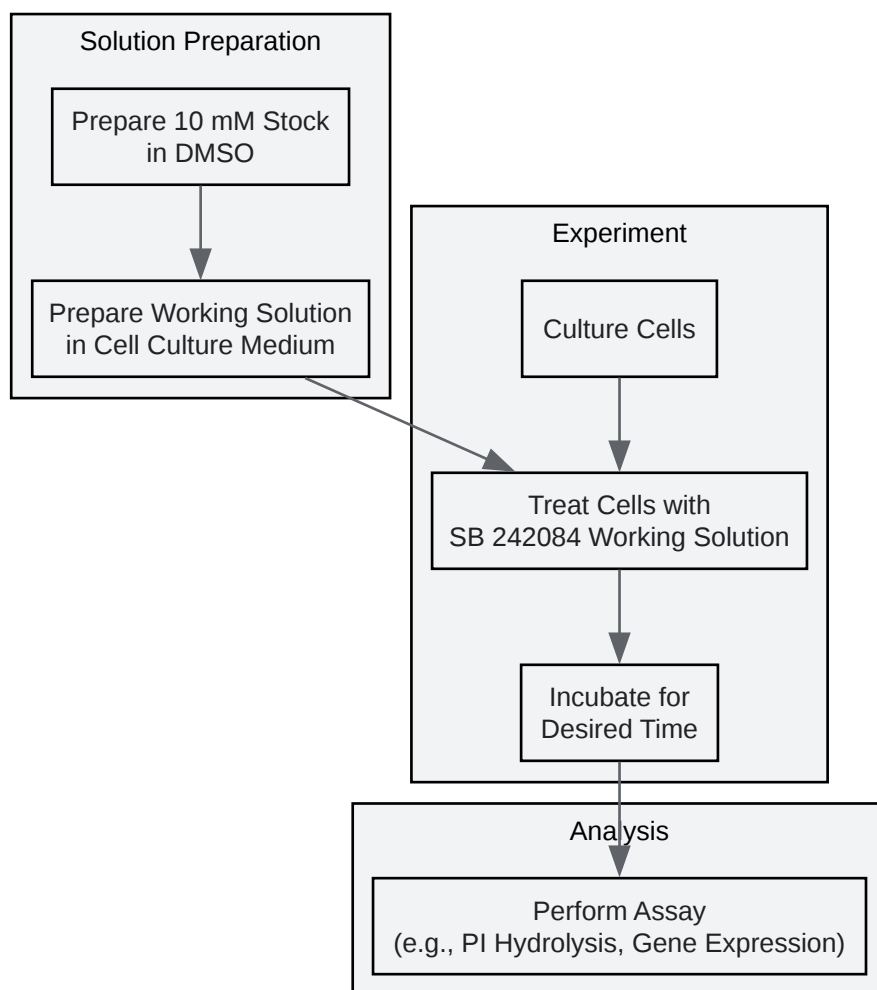 Solution Preparation
Prepare 10 mM Stock
in DMSO
Prepare Working Solution
in Cell Culture Medium
Experiment
Culture Cells
Treat Cells with
SB 242084 Working Solution
Incubate for
Desired Time
Analysis
Perform Assay
(e.g., PI Hydrolysis, Gene Expression)